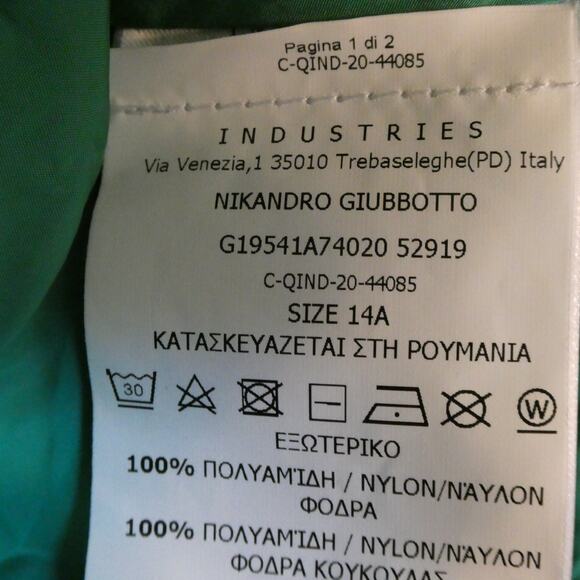 Pagina 1 di 2
C-QIND-20-44085
INDUSTRIES
Via Venezia,1 35010 Trebaseleghe(PD) Italy
NIKANDRO GIUBBOTTO
G19541A74020 52919
C-QIND-20-44085
SIZE 14A
ΚΑΤΑΣΚΕΥΑΖΕΤΑΙ ΣΤΗ ΡΟΥΜΑΝΙΑ
30 W
ΕΞΩΤΕΡΙΚΟ
100% ΠΟΛΥΑΜΊΔΗ / NYLON/ΝΆΥΛΟΝ
ΦΟΔΡΑ
100% ΠΟΛΥΑΜΊΔΗ / NYLON/ΝΆΥΛΟΝ
ΦΟΔΡΑ ΚΟΥΚΟΥΛΑΣ